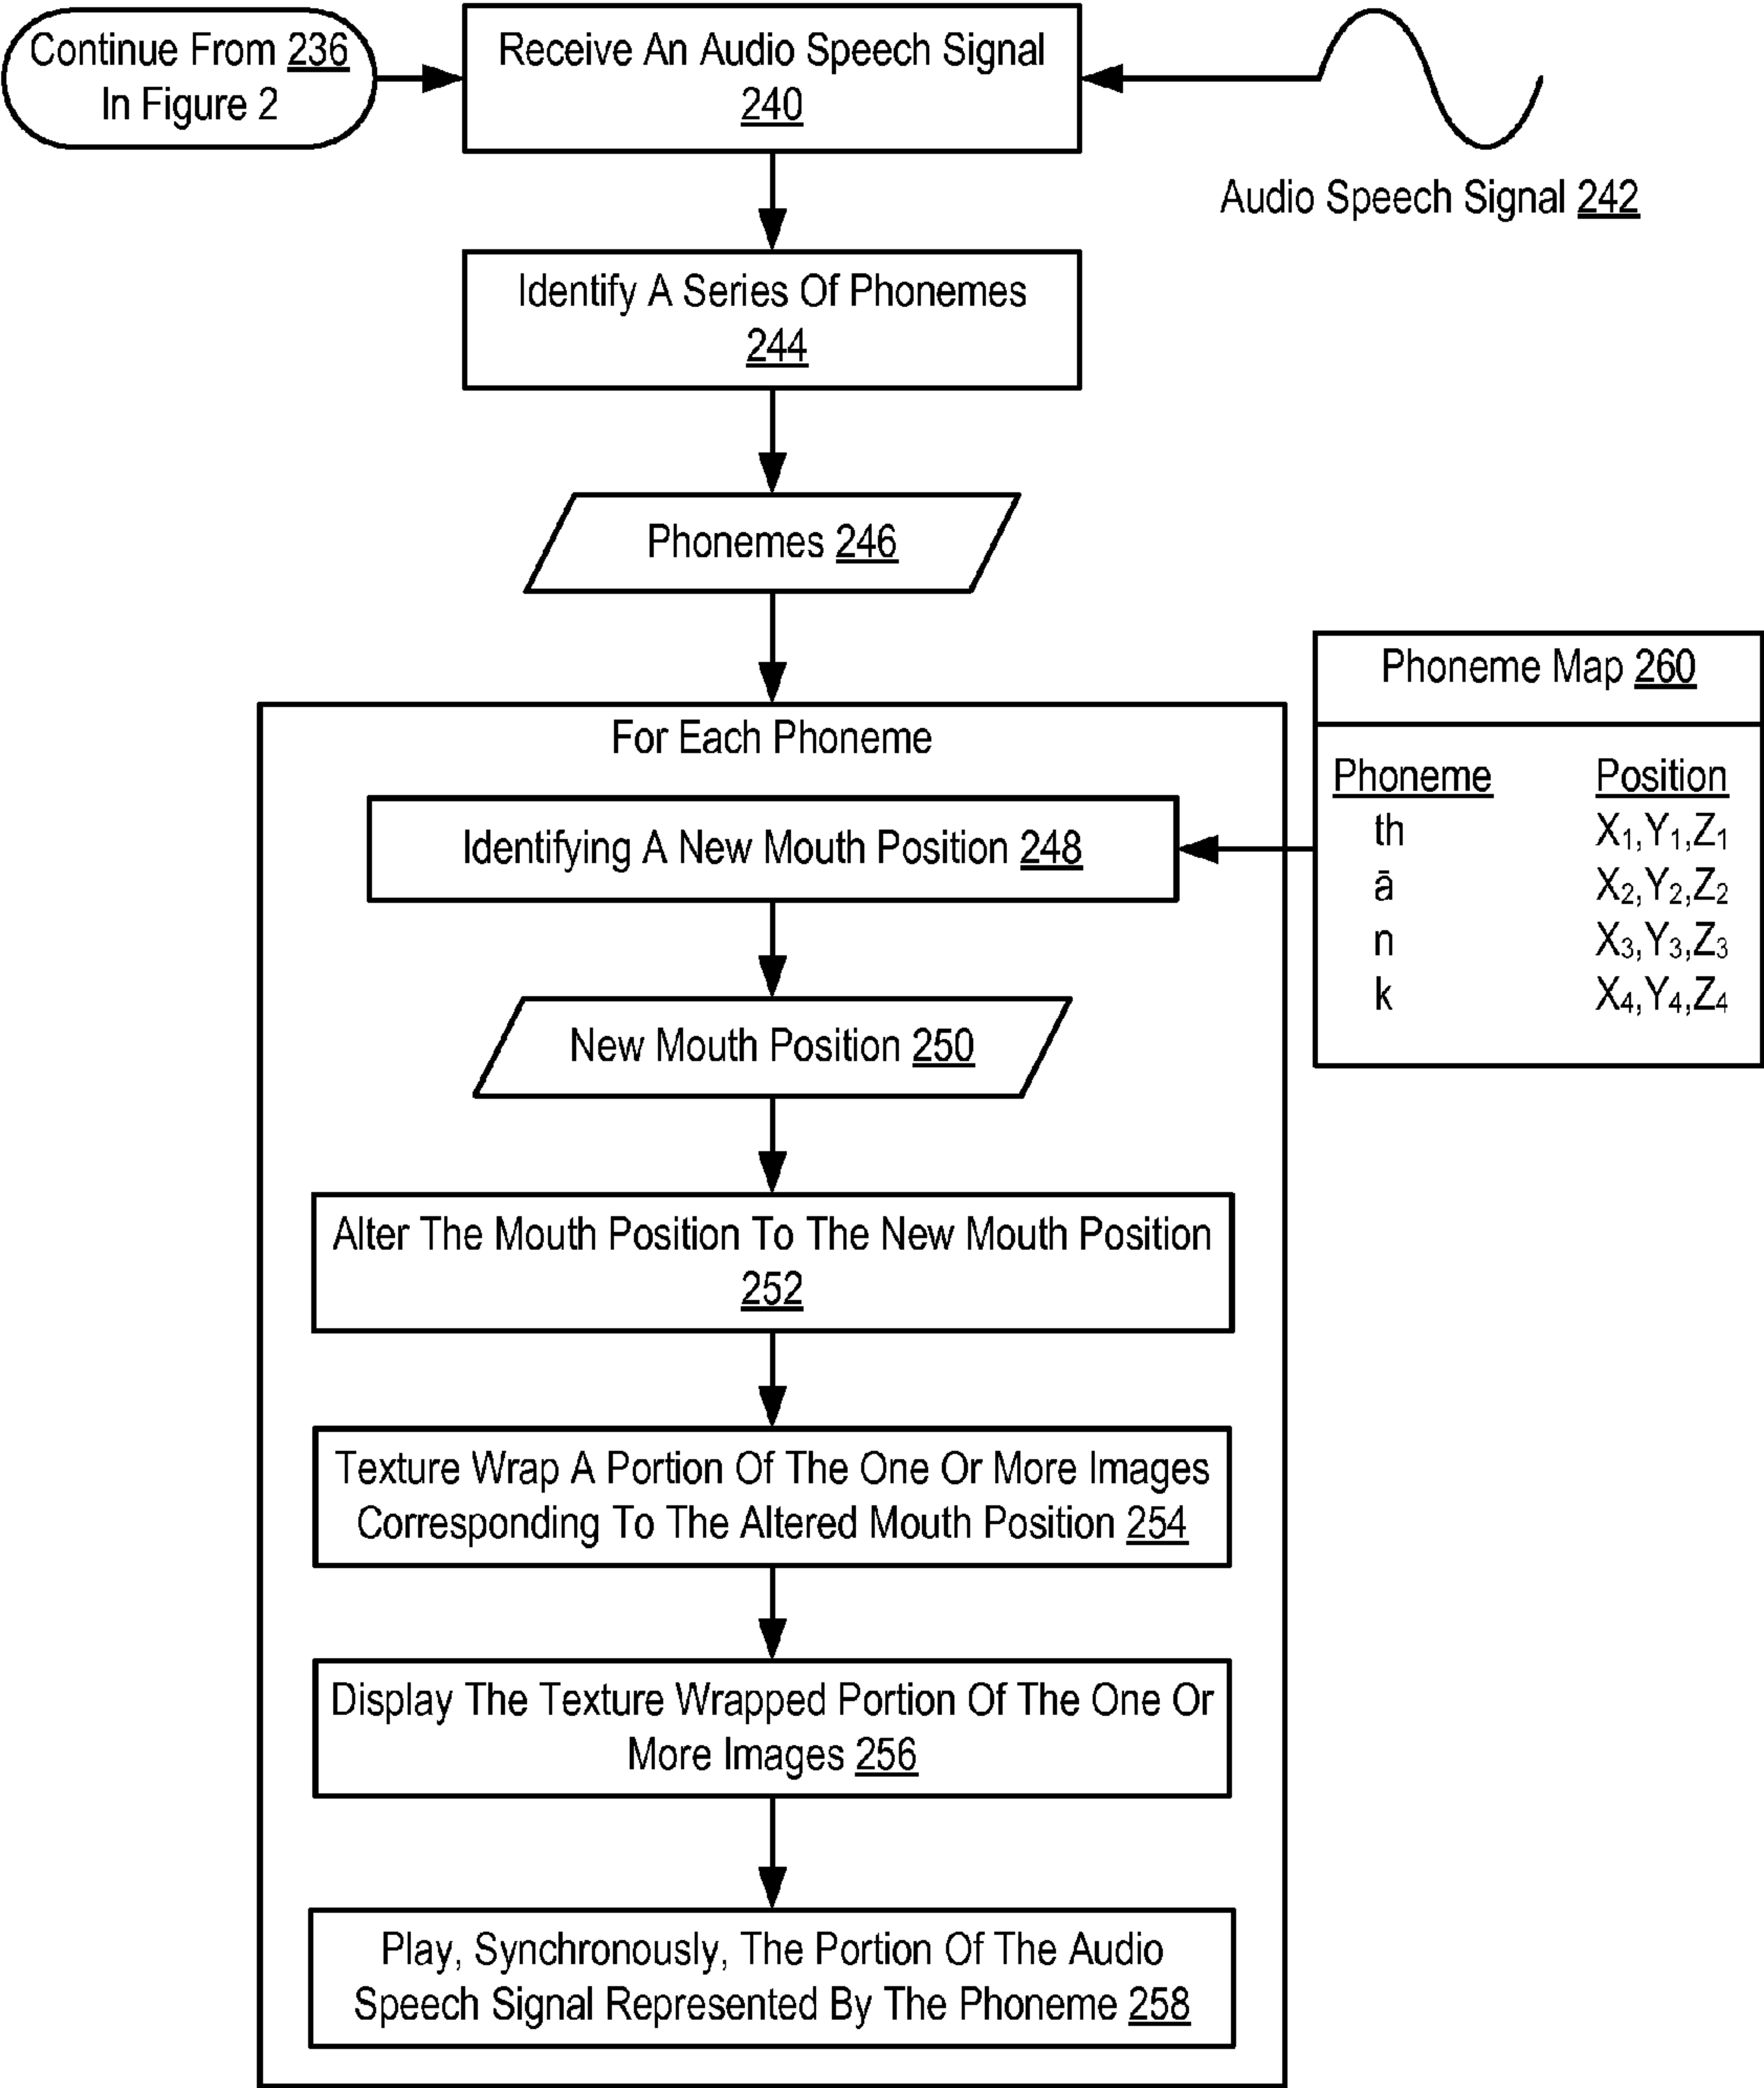 Continue From 236
In Figure 2
Receive An Audio Speech Signal
240
Audio Speech Signal 242
Identify A Series Of Phonemes
244
Phonemes 246
Phoneme Map 260
Phoneme Position
th X₁,Y₁,Z₁
ā X₂,Y₂,Z₂
n X₃,Y₃,Z₃
k X₄,Y₄,Z₄
For Each Phoneme
Identifying A New Mouth Position 248
New Mouth Position 250
Alter The Mouth Position To The New Mouth Position
252
Texture Wrap A Portion Of The One Or More Images
Corresponding To The Altered Mouth Position 254
Display The Texture Wrapped Portion Of The One Or
More Images 256
Play, Synchronously, The Portion Of The Audio
Speech Signal Represented By The Phoneme 258